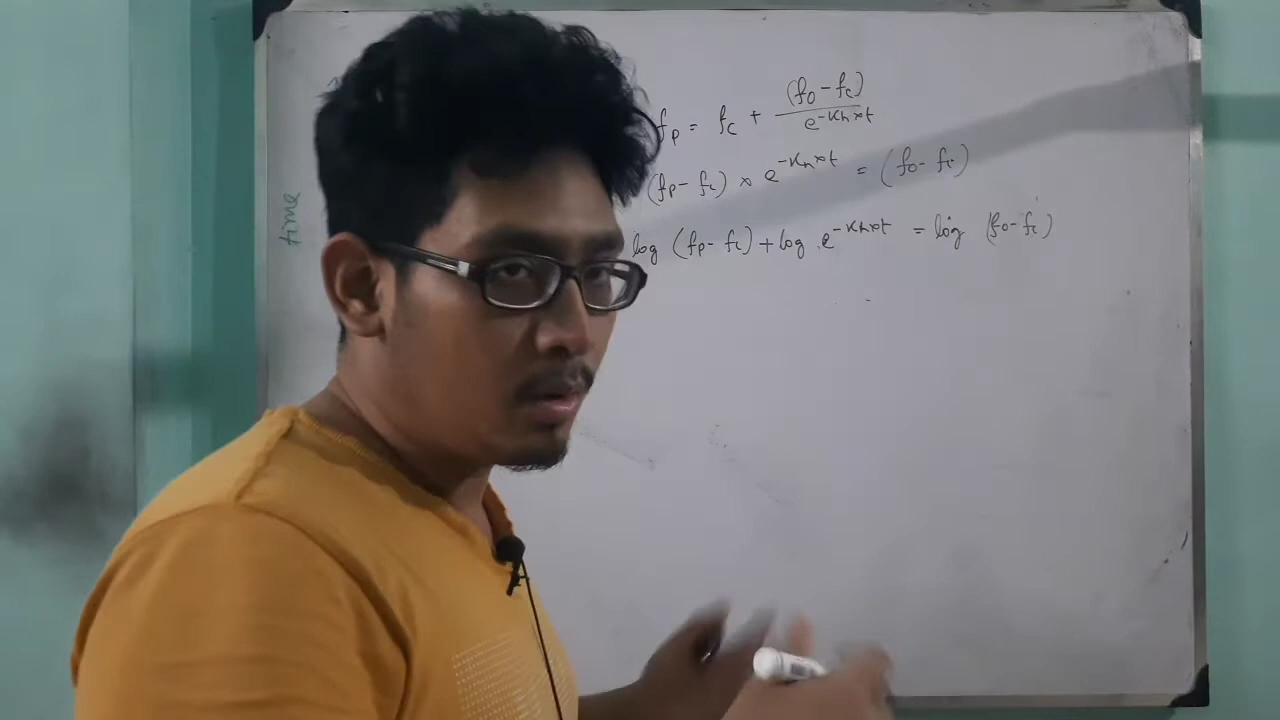 time
fp = fc + (f0 - fc) / e^-Kh×t
(fp - fc) × e^-Kh×t = (f0 - fc)
log (fp - fc) + log e^-Kh×t = log (f0 - fc)